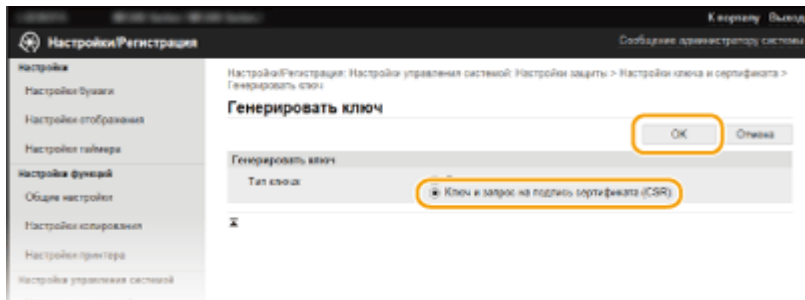 К порталу Выход
Настройки/Регистрация
Сообщение администратору системы
Настройки
Настройки бумаги
Настройки отображения
Настройки таймера
Настройки функций
Общие настройки
Настройки копирования
Настройки принтера
Настройки управления системой
Настройки/Регистрация: Настройки управления системой: Настройки защиты > Настройки ключа и сертификата >
Генерировать ключ
Генерировать ключ
OK Отмена
Генерировать ключ
Тип ключа:
Ключ и запрос на подпись сертификата (CSR)